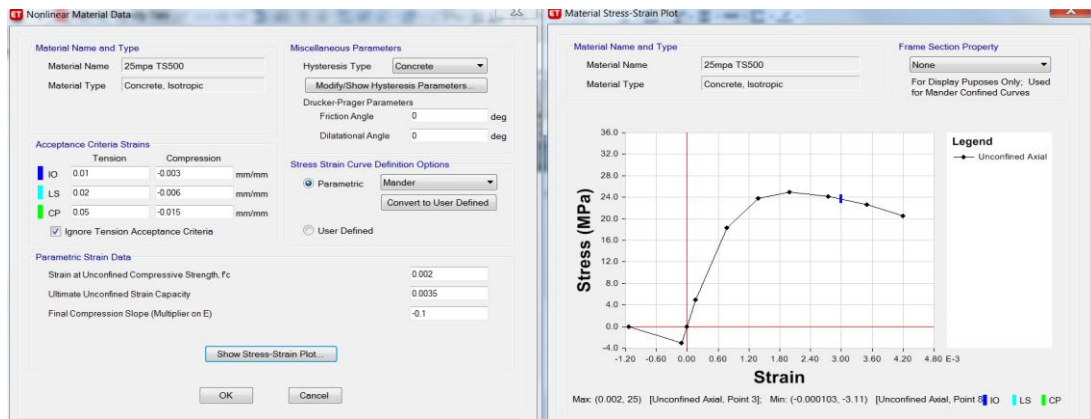 ET Nonlinear Material Data
Material Name and Type
Material Name 25mpa TS500
Material Type Concrete, Isotropic
Miscellaneous Parameters
Hysteresis Type Concrete
Modify/Show Hysteresis Parameters...
Drucker-Prager Parameters
Friction Angle 0 deg
Dilatational Angle 0 deg
Acceptance Criteria Strains
Tension Compression
IO 0.01 -0.003 mm/mm
LS 0.02 -0.006 mm/mm
CP 0.05 -0.015 mm/mm
Ignore Tension Acceptance Criteria
Stress Strain Curve Definition Options
Parametric Mander
Convert to User Defined
User Defined
Parametric Strain Data
Strain at Unconfined Compressive Strength, f'c 0.002
Ultimate Unconfined Strain Capacity 0.0035
Final Compression Slope (Multiplier on E) -0.1
Show Stress-Strain Plot...
OK Cancel
ET Material Stress-Strain Plot
Material Name and Type
Material Name 25mpa TS500
Material Type Concrete, Isotropic
Frame Section Property
None
For Display Puposes Only; Used
for Mander Confined Curves
Legend
Unconfined Axial
Stress (MPa)
36.0
32.0
28.0
24.0
20.0
16.0
12.0
8.0
4.0
0.0
-4.0
-1.20 -0.60 0.00 0.60 1.20 1.80 2.40 3.00 3.60 4.20 4.80 E-3
Strain
Max: (0.002, 25) [Unconfined Axial, Point 3]; Min: (-0.000103, -3.11) [Unconfined Axial, Point 8 IO LS CP